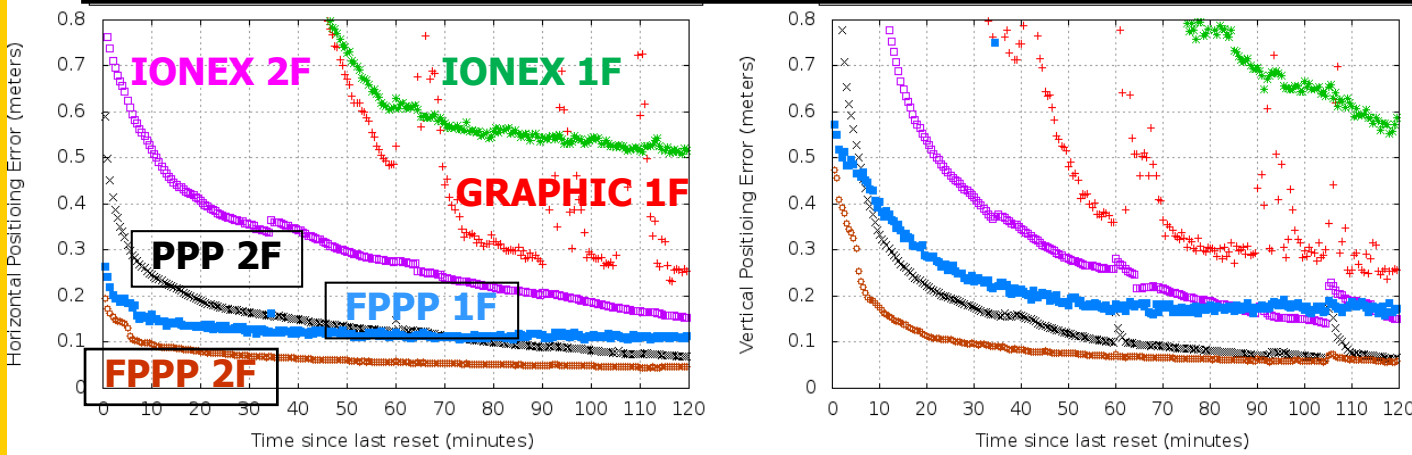 Horizontal Positioing Error (meters)
0.8
0.7
0.6
0.5
0.4
0.3
0.2
0.1
0
IONEX 2F
IONEX 1F
GRAPHIC 1F
PPP 2F
FPPP 1F
FPPP 2F
0 10 20 30 40 50 60 70 80 90 100 110 120
Time since last reset (minutes)
Vertical Positioing Error (meters)
0.8
0.7
0.6
0.5
0.4
0.3
0.2
0.1
0
0 10 20 30 40 50 60 70 80 90 100 110 120
Time since last reset (minutes)